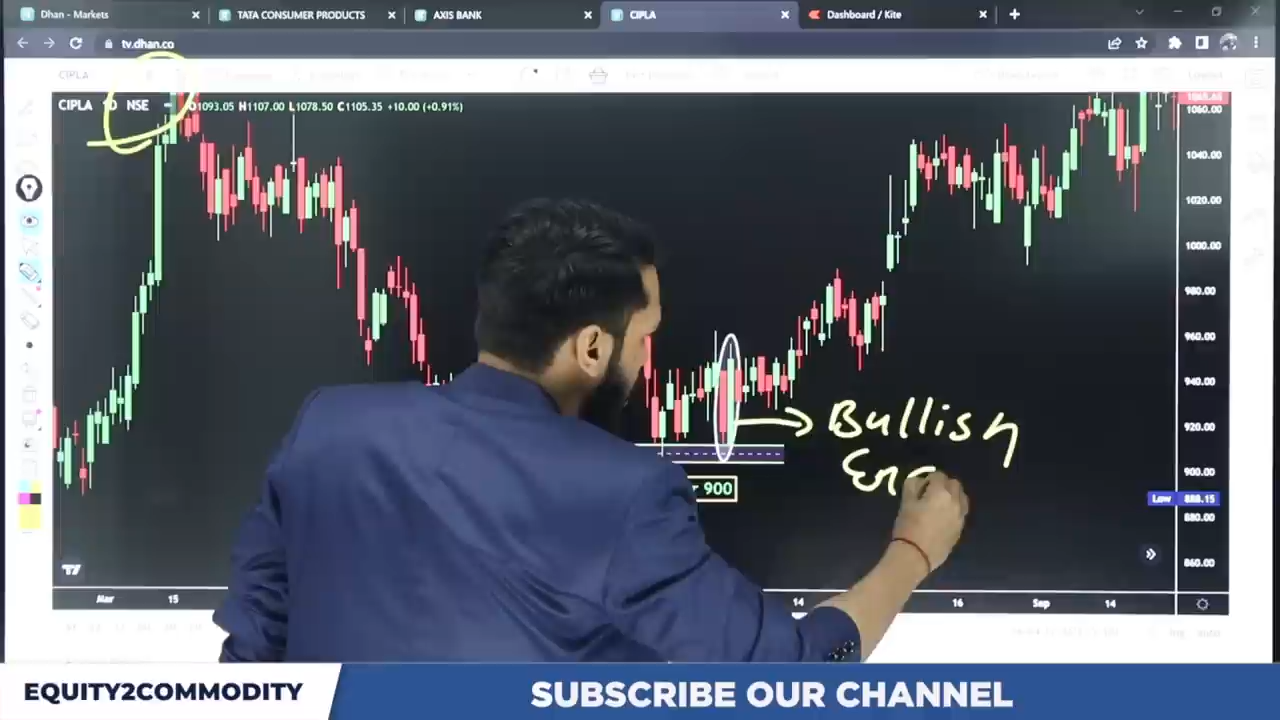 Dhan - Markets
TATA CONSUMER PRODUCTS
AXIS BANK
CIPLA
Dashboard / Kite
tv.dhan.co
CIPLA
CIPLA NSE O1093.05 H1107.00 L1078.50 C1105.35 +10.00 (+0.91%)
1060.00
1040.00
1020.00
1000.00
980.00
960.00
940.00
920.00
900.00
Low 888.15
880.00
860.00
Bullish
Eng
r 900
Mar 15 14 16 Sep 14
EQUITY2COMMODITY
SUBSCRIBE OUR CHANNEL